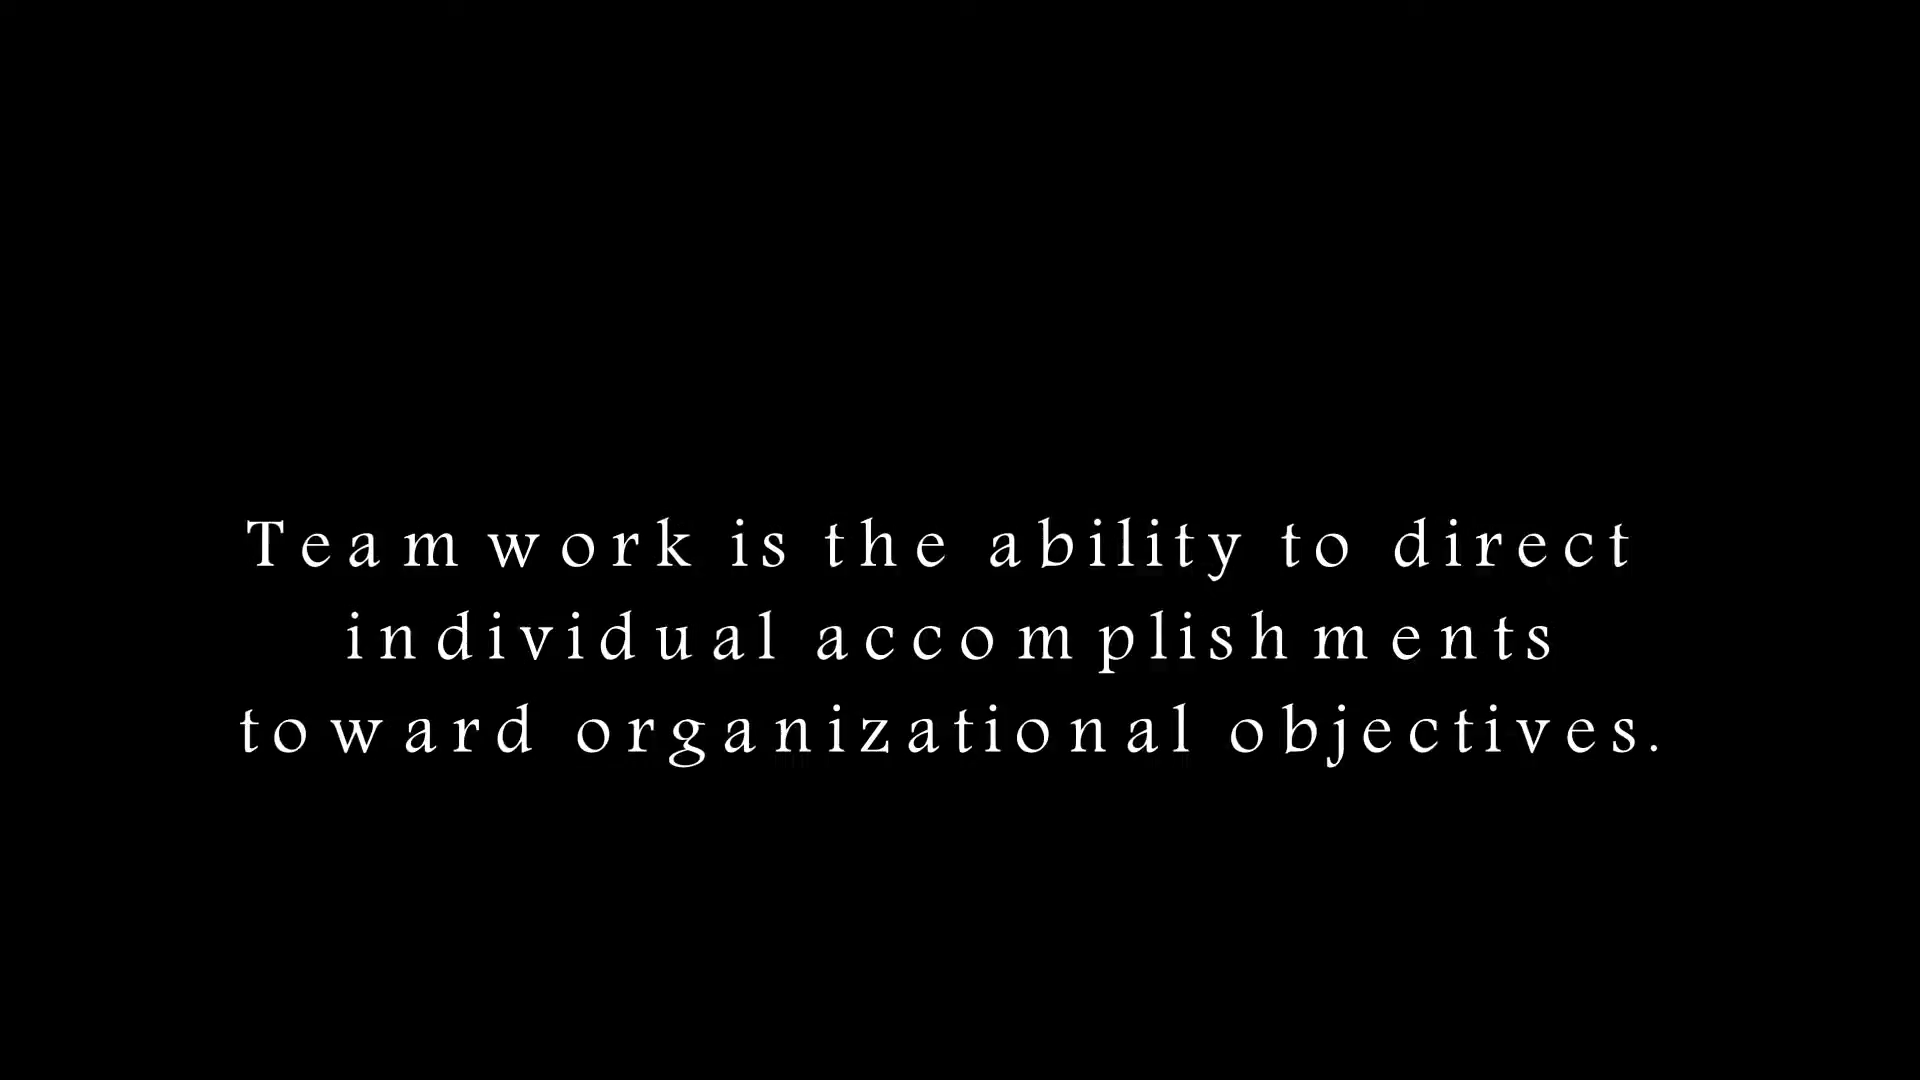 Teamwork is the ability to direct
individual accomplishments
toward organizational objectives.